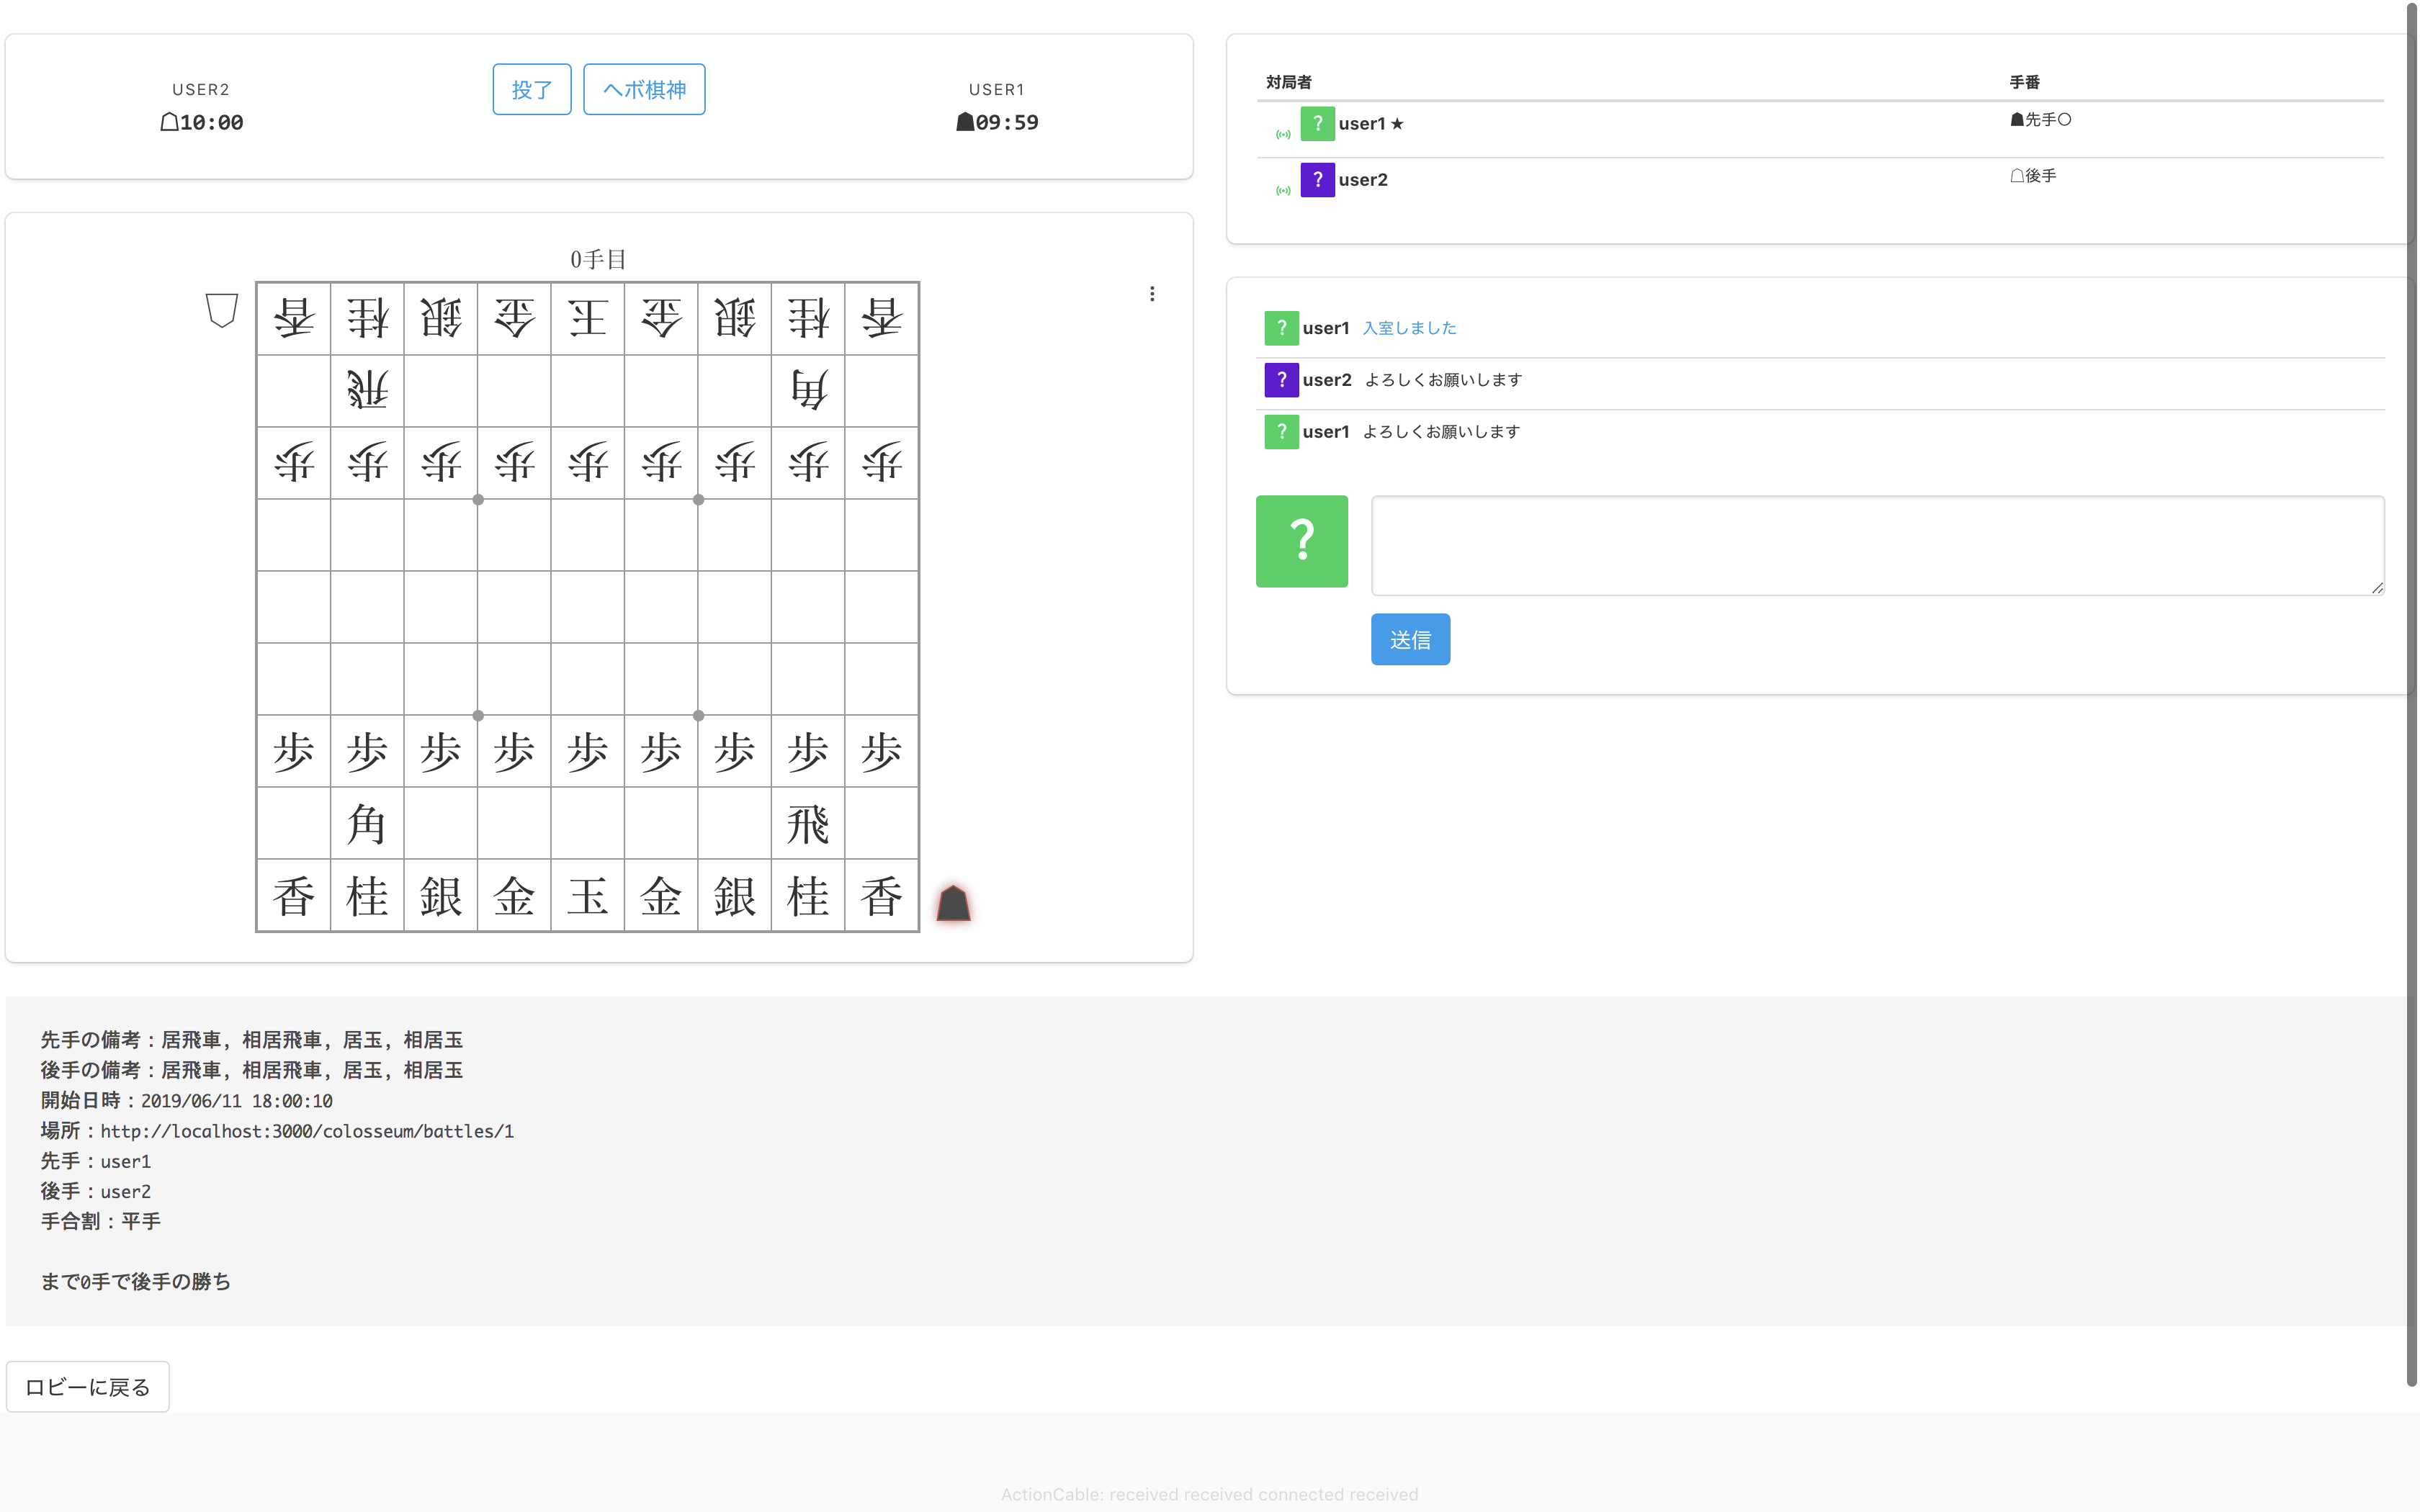 USER2
☖10:00
投了
ヘボ棋神
USER1
☗09:59
0手目
香桂銀金王金銀桂香
飛角
歩歩歩歩歩歩歩歩歩
歩歩歩歩歩歩歩歩歩
角飛
香桂銀金玉金銀桂香
対局者 手番
? user1 ★ ☗先手〇
? user2 ☖後手
? user1 入室しました
? user2 よろしくお願いします
? user1 よろしくお願いします
?
送信
先手の備考：居飛車, 相居飛車, 居玉, 相居玉
後手の備考：居飛車, 相居飛車, 居玉, 相居玉
開始日時：2019/06/11 18:00:10
場所：http://localhost:3000/colosseum/battles/1
先手：user1
後手：user2
手合割：平手
まで0手で後手の勝ち
ロビーに戻る
ActionCable: received received connected received